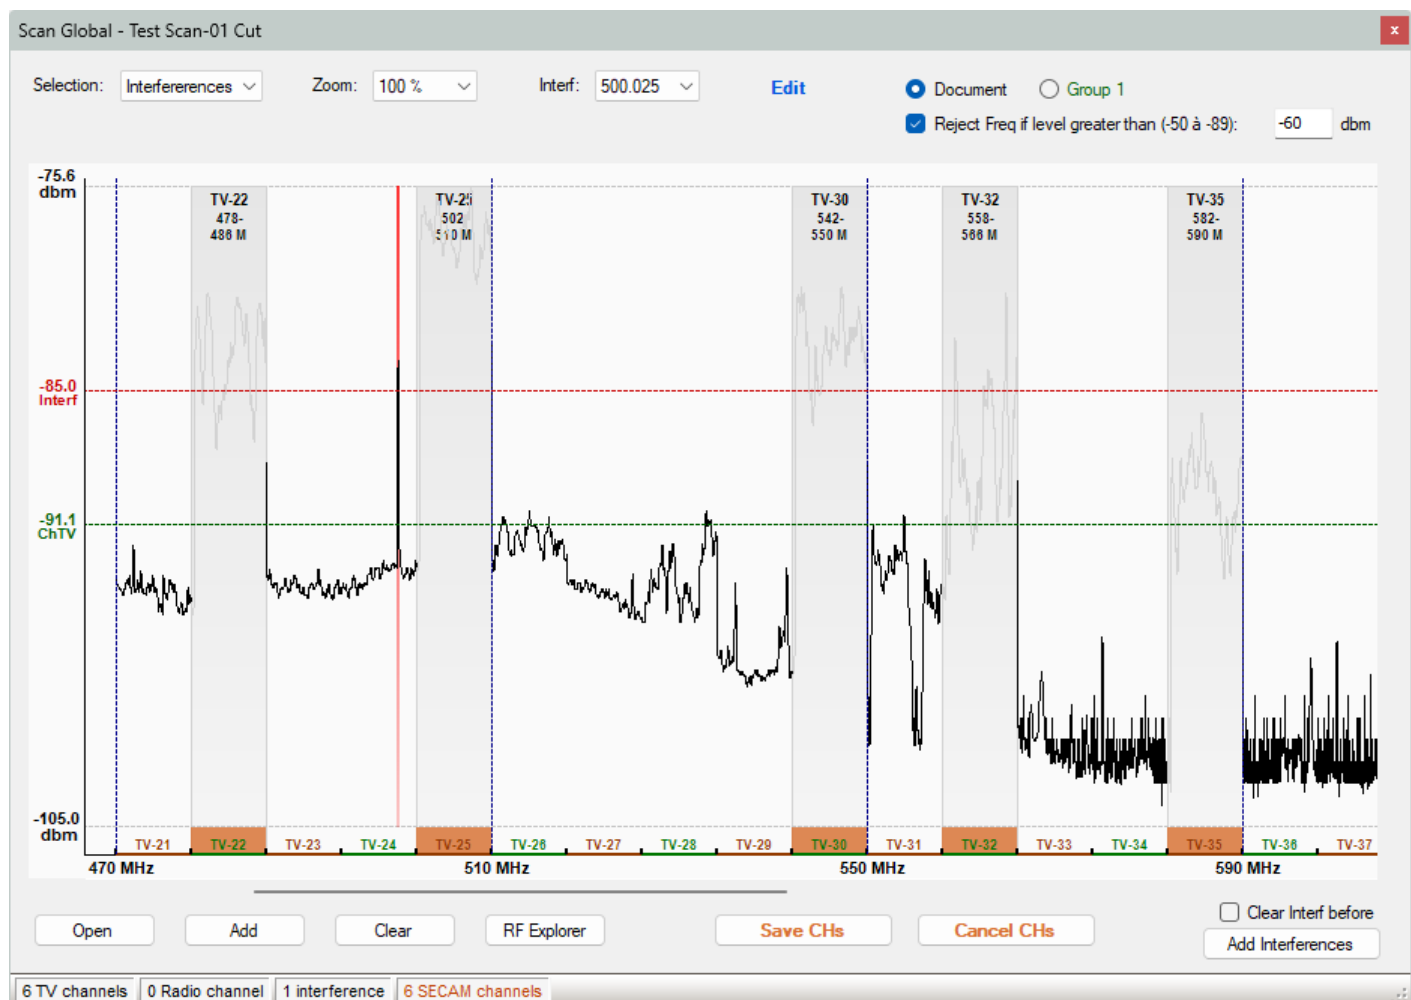 Scan Global - Test Scan-01 Cut
x
Selection: Interfererences Zoom: 100 % Interf: 500.025 Edit Document Group 1
Reject Freq if level greater than (-50 à -89): -60 dbm
-75.6
dbm
TV-22
478-
486 M
TV-25
502
510 M
TV-30
542-
550 M
TV-32
558-
566 M
TV-35
582-
590 M
-85.0
Interf
-91.1
ChTV
-105.0
dbm
TV-21 TV-22 TV-23 TV-24 TV-25 TV-26 TV-27 TV-28 TV-29 TV-30 TV-31 TV-32 TV-33 TV-34 TV-35 TV-36 TV-37
470 MHz 510 MHz 550 MHz 590 MHz
Clear Interf before
Open Add Clear RF Explorer Save CHs Cancel CHs Add Interferences
6 TV channels 0 Radio channel 1 interference 6 SECAM channels